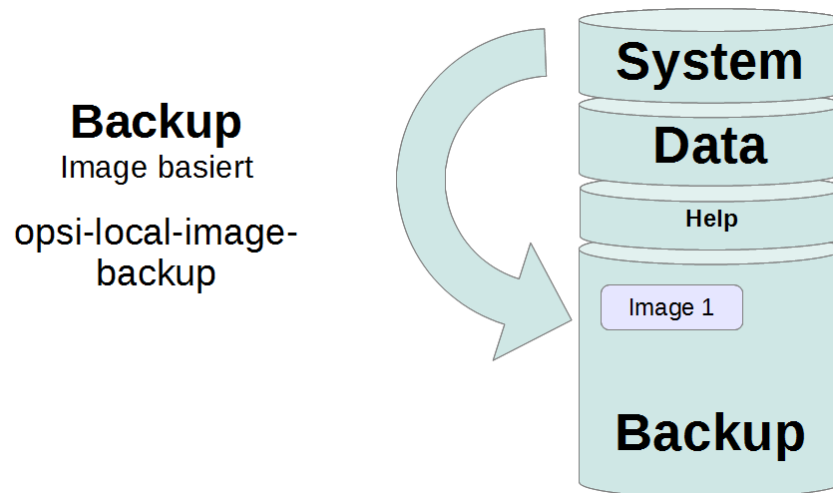 Backup
Image basiert
opsi-local-image-
backup
System
Data
Help
Image 1
Backup